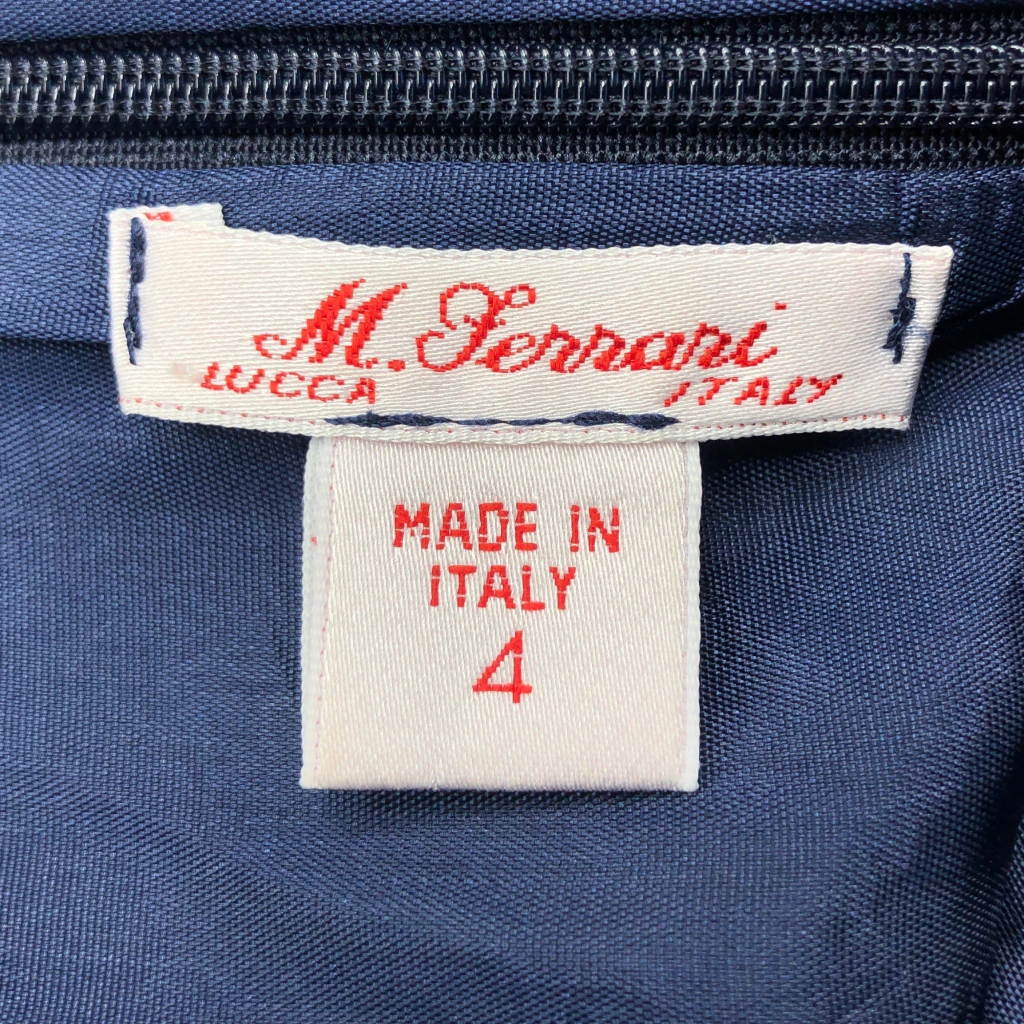 M. Ferrari
LUCCA ITALY
MADE IN
ITALY
4